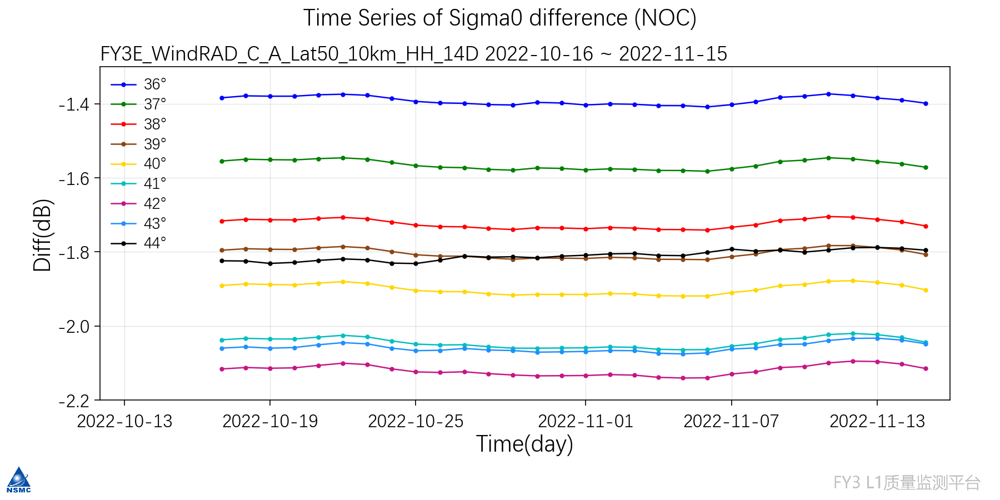 Time Series of Sigma0 difference (NOC)
FY3E_WindRAD_C_A_Lat50_10km_HH_14D 2022-10-16 ~ 2022-11-15
36°
37°
38°
39°
40°
41°
42°
43°
44°
Diff(dB)
-1.4
-1.6
-1.8
-2.0
-2.2
2022-10-13 2022-10-19 2022-10-25 2022-11-01 2022-11-07 2022-11-13
Time(day)
NSMC
FY3 L1质量监测平台